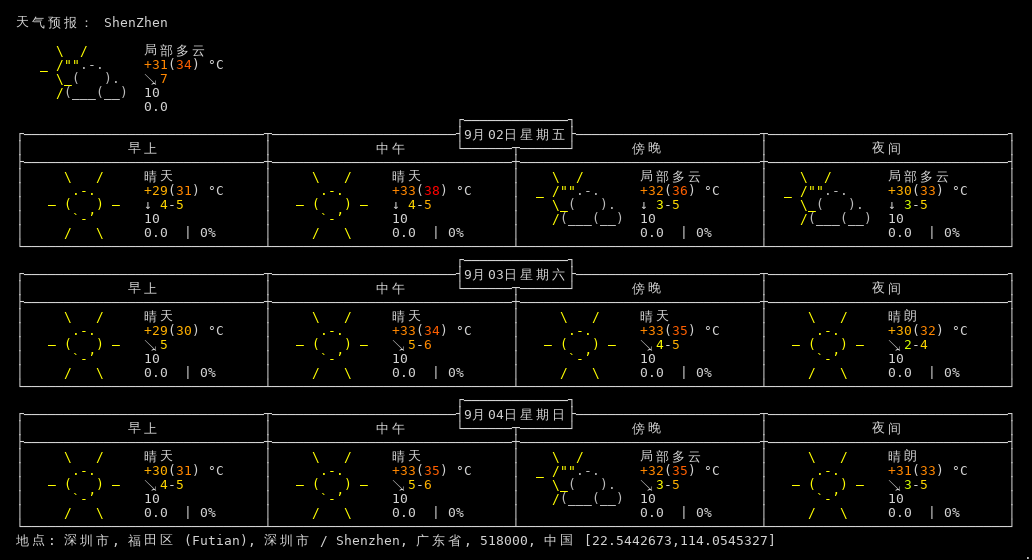 天气预报： ShenZhen
局部多云
+31(34) °C
↘ 7
10
0.0
9月02日星期五
早上 中午 傍晚 夜间
晴天 晴天 局部多云 局部多云
+29(31) °C +33(38) °C +32(36) °C +30(33) °C
↓ 4-5 ↓ 4-5 ↓ 3-5 ↓ 3-5
10 10 10 10
0.0 | 0% 0.0 | 0% 0.0 | 0% 0.0 | 0%
9月03日星期六
早上 中午 傍晚 夜间
晴天 晴天 晴天 晴朗
+29(30) °C +33(34) °C +33(35) °C +30(32) °C
↘ 5 ↘ 5-6 ↘ 4-5 ↘ 2-4
10 10 10 10
0.0 | 0% 0.0 | 0% 0.0 | 0% 0.0 | 0%
9月04日星期日
早上 中午 傍晚 夜间
晴天 晴天 局部多云 晴朗
+30(31) °C +33(35) °C +32(35) °C +31(33) °C
↘ 4-5 ↘ 5-6 ↘ 3-5 ↘ 3-5
10 10 10 10
0.0 | 0% 0.0 | 0% 0.0 | 0% 0.0 | 0%
地点: 深圳市, 福田区 (Futian), 深圳市 / Shenzhen, 广东省, 518000, 中国 [22.5442673,114.0545327]